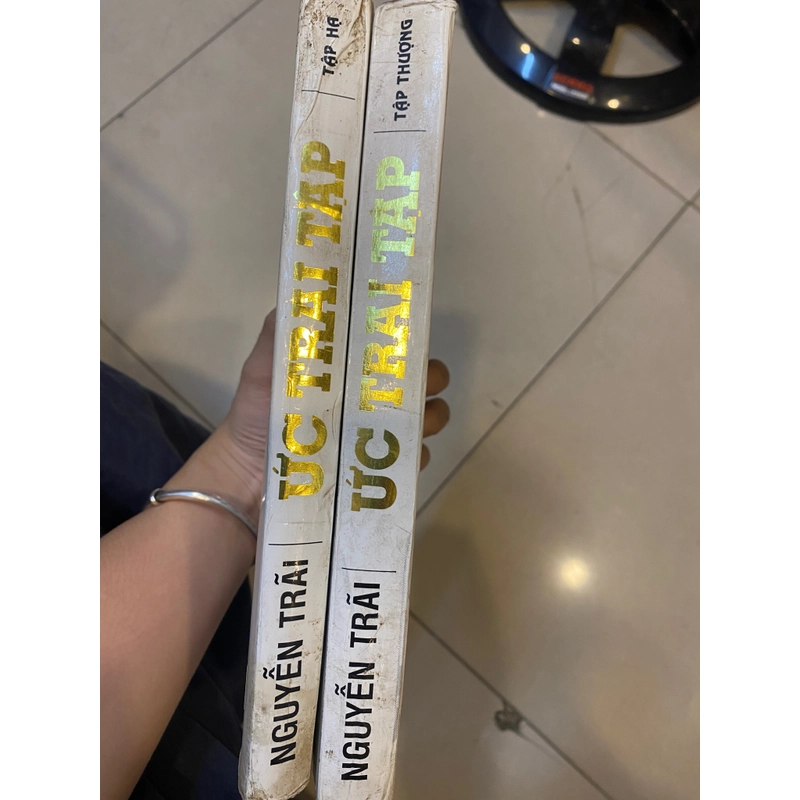 NGUYỄN TRÃI
ỨC TRAI TẬP
TẬP HẠ
NGUYỄN TRÃI
ỨC TRAI TẬP
TẬP THƯỢNG